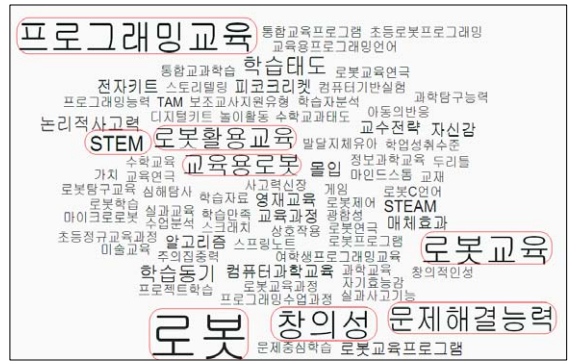 프로그래밍교육 통합교육프로그램 초등로봇프로그래밍
교육용프로그래밍언어
통합교과학습 학습태도 로봇교육연극
전자키트 스토리텔링 피코크리켓 컴퓨터기반실험
프로그래밍능력 TAM 보조교사지원유형 학습자분석 과학탐구능력
디지털키트 놀이활동 수학교과태도 아동의반응
논리적사고력 교수전략 자신감
STEM 로봇활용교육 발달지체유아 학업성취수준
수학교육 교육용로봇 몰입 정보과학교육 두리틀
가치 교육연극 마인드스톰 교재
로봇탐구교육 심해탐사 사고력신장 게임 로봇C언어
로봇학습 학습자료 영재교육 로봇제어 STEAM
마이크로로봇 실과교육 학습만족 교육과정 광합성 매체효과
수업분석 스크래치 상호작용 로봇연극
초등정규교육과정 알고리즘 스프링노트 로봇프로그램 로봇교육
미술교육 주의집중력 여학생프로그래밍교육
학습동기 컴퓨터과학교육 과학교육 창의적인성
프로젝트학습 로봇교육과정 자기효능감
프로그래밍수업과정 실과사고기능
로봇 창의성 문제해결능력
문제중심학습 로봇교육프로그램